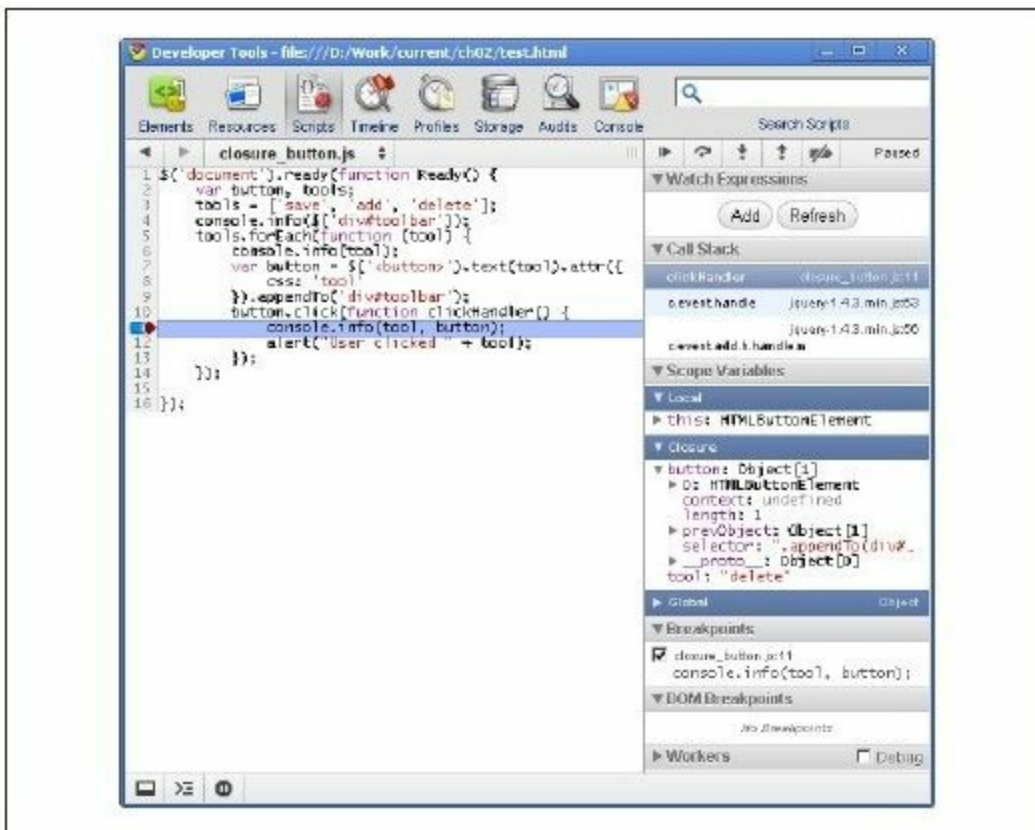 Developer Tools - file:///D:/Work/current/ch02/test.html
Elements Resources Scripts Timeline Profiles Storage Audits Console
Search Scripts
closure_button.js
Paused
1 $('document').ready(function Ready() {
2 var button, tools;
3 tools = ['save', 'add', 'delete'];
4 console.info($('div#toolbar'));
5 tools.forEach(function (tool) {
6 console.info(tool);
7 var button = $('<button>').text(tool).attr({
8 css: 'tool'
9 }).appendTo('div#toolbar');
10 button.click(function clickHandler() {
console.info(tool, button);
12 alert("User clicked " + tool);
13 });
14 });
15
16 });
Watch Expressions
Add Refresh
Call Stack
clickHandler closure_button.js:11
c.event.handle jquery-1.4.3.min.js:63
jquery-1.4.3.min.js:56
c.event.add.h.handle.m
Scope Variables
Local
this: HTMLButtonElement
Closure
button: Object[1]
0: HTMLButtonElement
context: undefined
length: 1
prevObject: Object[1]
selector: ".appendTo(div#_
__proto__: Object[0]
tool: "delete"
Global Object
Breakpoints
closure_button.js:11
console.info(tool, button);
DOM Breakpoints
No Breakpoints
Workers Debug